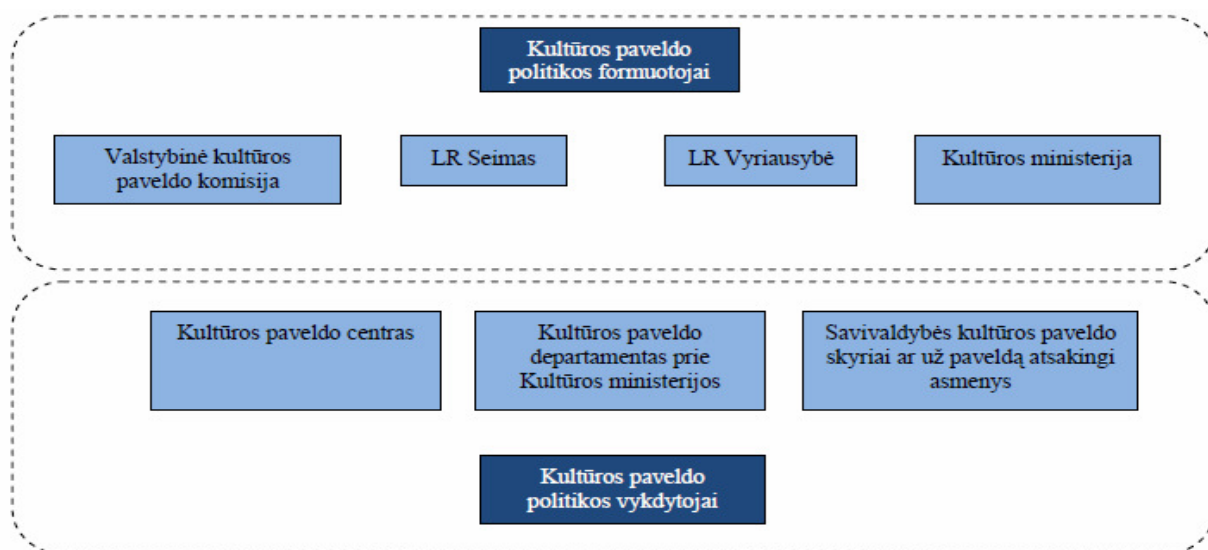 Kultūros paveldo
politikos formuotojai
Valstybinė kultūros
paveldo komisija
LR Seimas
LR Vyriausybė
Kultūros ministerija
Kultūros paveldo centras
Kultūros paveldo
departamentas prie
Kultūros ministerijos
Savivaldybės kultūros paveldo
skyriai ar už paveldą atsakingi
asmenys
Kultūros paveldo
politikos vykdytojai